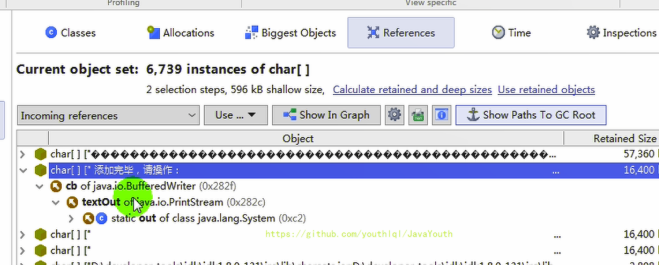 Profiling
View specific
Classes
Allocations
Biggest Objects
References
Time
Inspections
Current object set: 6,739 instances of char[ ]
2 selection steps, 596 kB shallow size, Calculate retained and deep sizes Use retained objects
Incoming references
Use ...
Show In Graph
Show Paths To GC Root
Object
Retained Size
char[ ] ["������������������������������������������������... 57,360
char[ ] [" 添加完毕，请操作： 16,400
cb of java.io.BufferedWriter (0x282f)
textOut of java.io.PrintStream (0x282c)
static out of class java.lang.System (0xc2)
char[ ] [" https://github.com/youthlql/JavaYouth 16,400
char[ ] [" 16,400